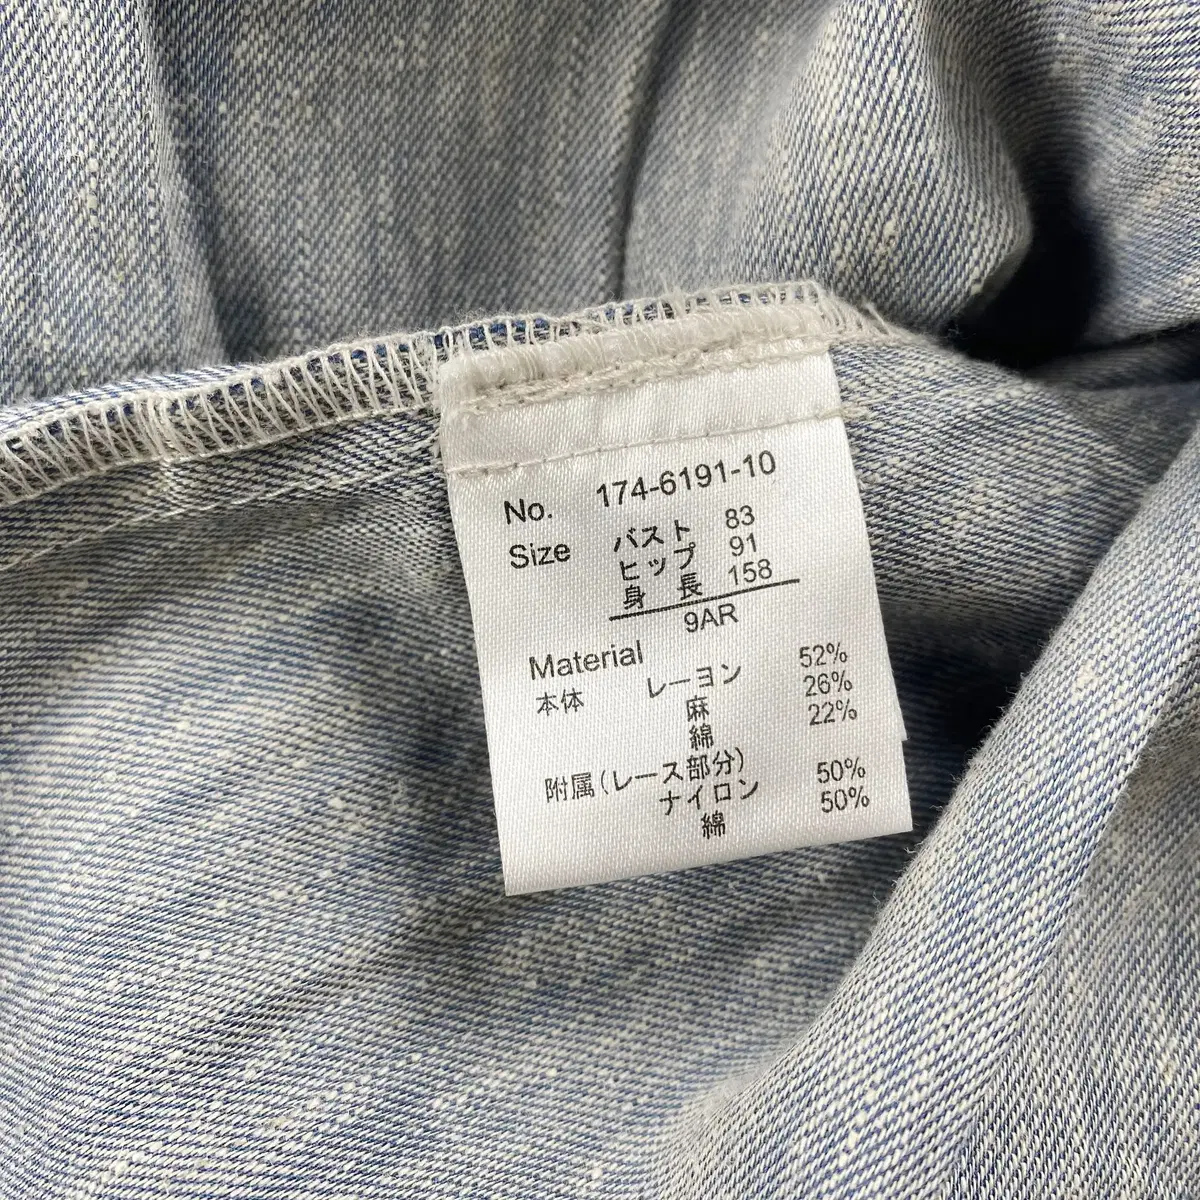 No. 174-6191-10
Size バスト 83
ヒップ 91
身 長 158
9AR
Material
本体 レーヨン 52%
麻 26%
綿 22%
附属(レース部分)
ナイロン 50%
綿 50%